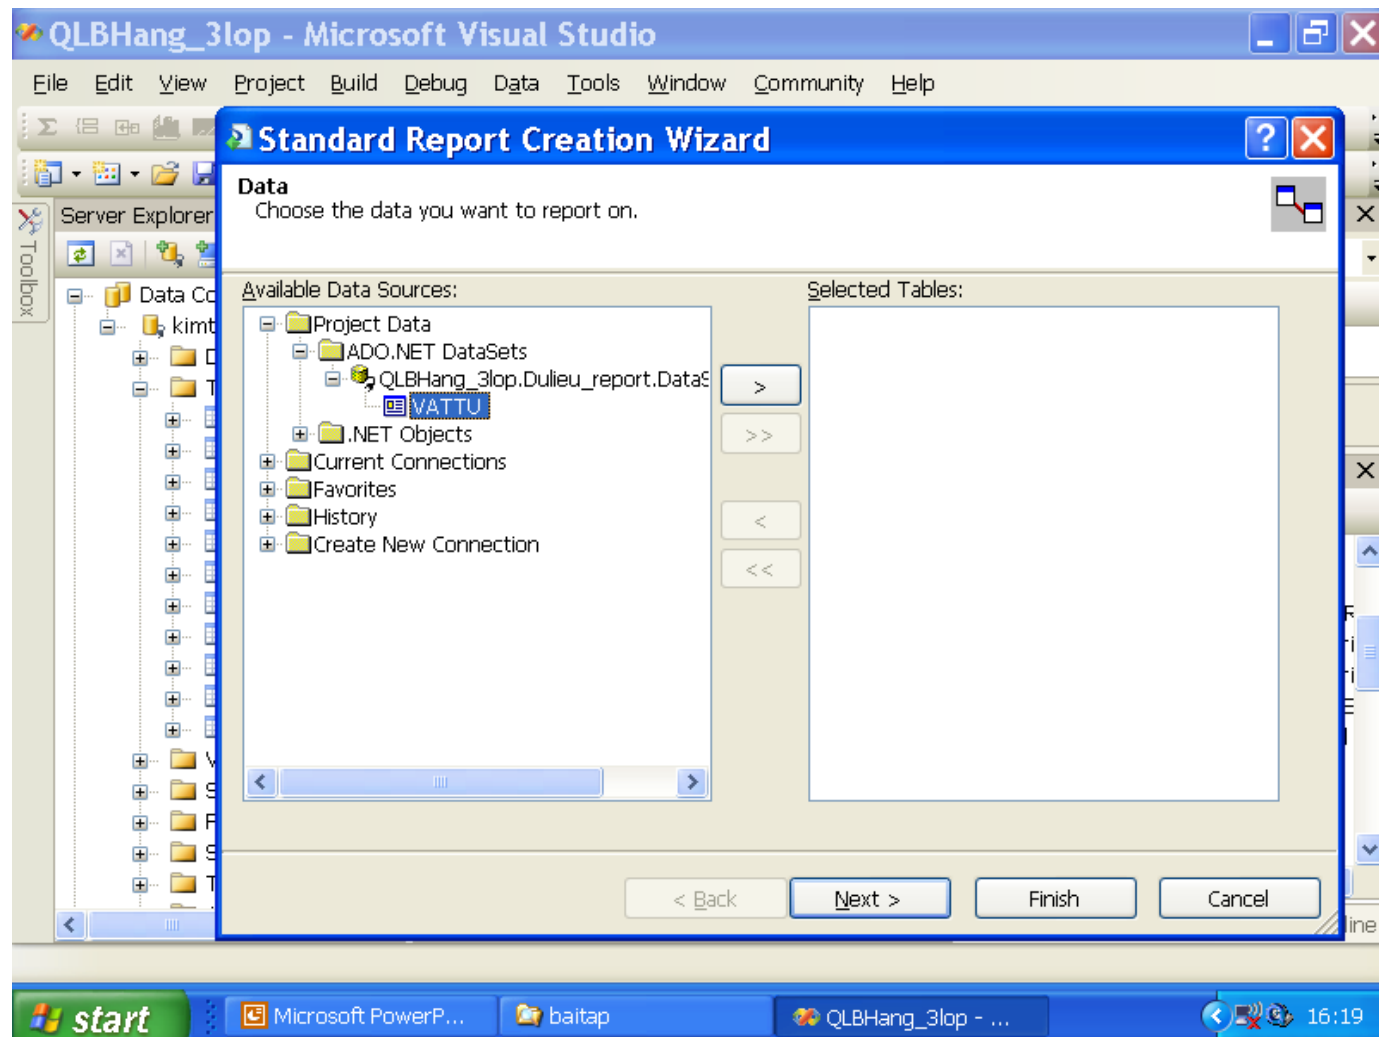 QLBHang_3lop - Microsoft Visual Studio
File Edit View Project Build Debug Data Tools Window Community Help
Standard Report Creation Wizard
Data
Choose the data you want to report on.
Server Explorer
Toolbox
Data Co
kimt
Available Data Sources:
Selected Tables:
Project Data
ADO.NET DataSets
QLBHang_3lop.Dulieu_report.DataS
VATTU
.NET Objects
Current Connections
Favorites
History
Create New Connection
>
>>
<
<<
< Back Next > Finish Cancel
line
start Microsoft PowerP... baitap QLBHang_3lop - ... 16:19